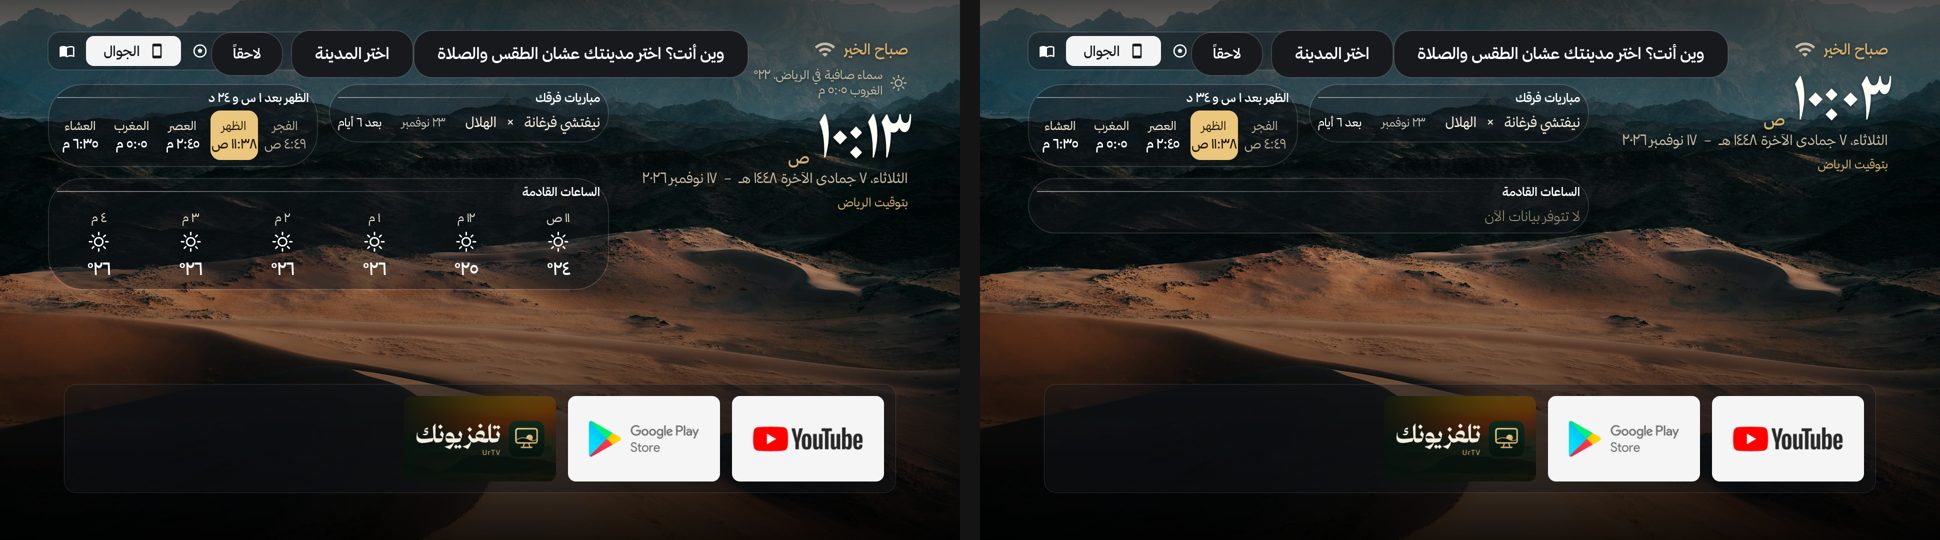 صباح الخير
سماء صافية في الرياض، ٢٢°
الغروب ٥:٠٥ م
١٠:١٣ ص
الثلاثاء، ٧ جمادى الآخرة ١٤٤٨ هـ – ١٧ نوفمبر ٢٠٢٦
بتوقيت الرياض
وين أنت؟ اختر مدينتك عشان الطقس والصلاة
اختر المدينة
لاحقاً
الجوال
مباريات فرقك
نيفتشي فرغانة × الهلال ٢٣ نوفمبر بعد ٦ أيام
الظهر بعد ١ س و ٢٤ د
الفجر الظهر العصر المغرب العشاء
٤:٤٩ ص ١١:٣٨ ص ٢:٤٥ م ٥:٠٥ م ٦:٣٥ م
الساعات القادمة
١١ ص ١٢ م ١ م ٢ م ٣ م ٤ م
٢٤° ٢٥° ٢٦° ٢٦° ٢٦° ٢٦°
YouTube
Google Play
Store
تلفزيونك
UrTV
صباح الخير
١٠:٠٣ ص
الثلاثاء، ٧ جمادى الآخرة ١٤٤٨ هـ – ١٧ نوفمبر ٢٠٢٦
بتوقيت الرياض
وين أنت؟ اختر مدينتك عشان الطقس والصلاة
اختر المدينة
لاحقاً
الجوال
مباريات فرقك
نيفتشي فرغانة × الهلال ٢٣ نوفمبر بعد ٦ أيام
الظهر بعد ١ س و ٣٤ د
الفجر الظهر العصر المغرب العشاء
٤:٤٩ ص ١١:٣٨ ص ٢:٤٥ م ٥:٠٥ م ٦:٣٥ م
الساعات القادمة
لا تتوفر بيانات الآن
YouTube
Google Play
Store
تلفزيونك
UrTV